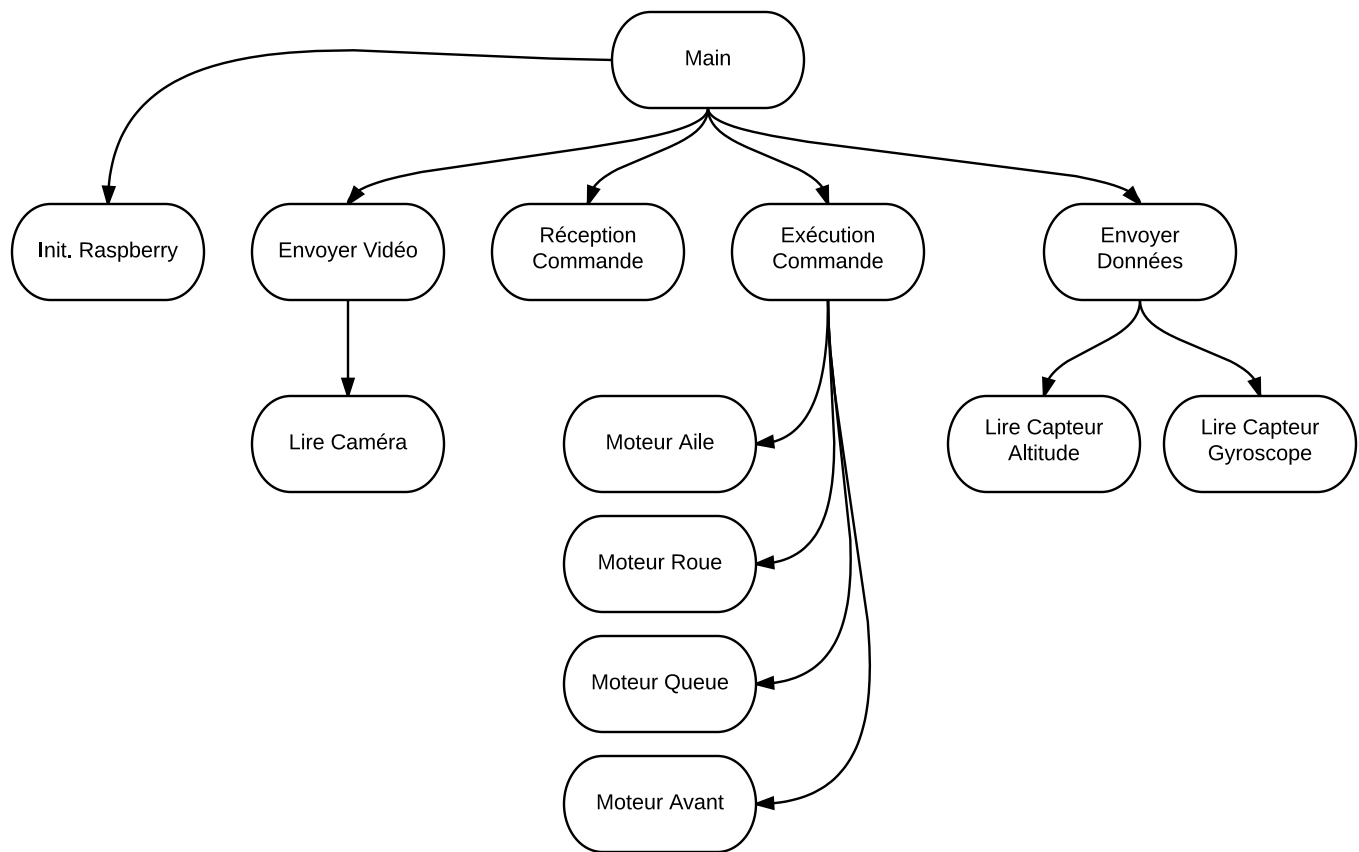 Main
Init. Raspberry
Envoyer Vidéo
Réception
Commande
Exécution
Commande
Envoyer
Données
Lire Caméra
Moteur Aile
Lire Capteur
Altitude
Lire Capteur
Gyroscope
Moteur Roue
Moteur Queue
Moteur Avant